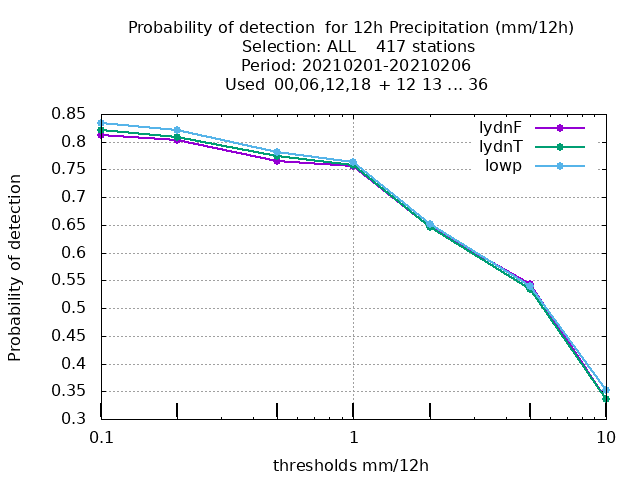 Probability of detection  for 12h Precipitation (mm/12h)
Selection: ALL    417 stations
Period: 20210201-20210206
Used  00,06,12,18  + 12 13 ... 36
lydnF
lydnT
lowp
Probability of detection
0.85
0.8
0.75
0.7
0.65
0.6
0.55
0.5
0.45
0.4
0.35
0.3
0.1
1
10
thresholds mm/12h